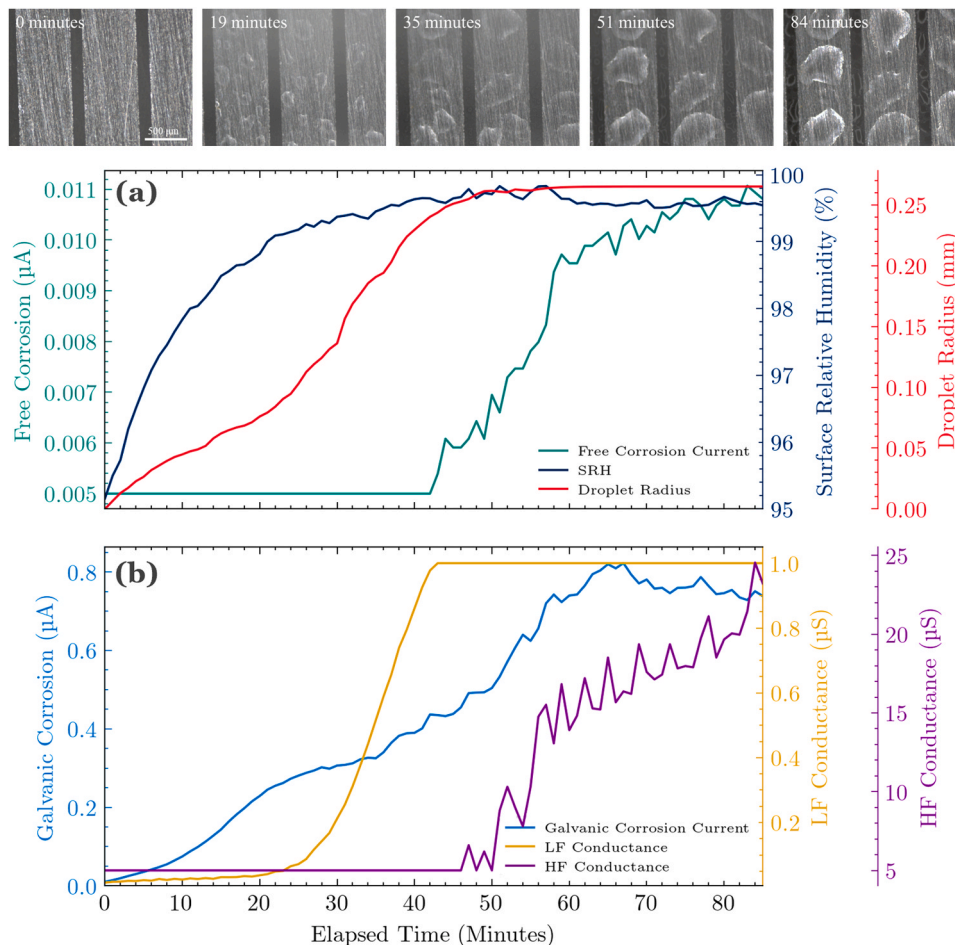 0 minutes
19 minutes
35 minutes
51 minutes
84 minutes
500 µm
(a)
0.011
0.010
0.009
0.008
0.007
0.006
0.005
Free Corrosion (µA)
100
99
98
97
96
95
Surface Relative Humidity (%)
0.25
0.20
0.15
0.10
0.05
0.00
Droplet Radius (mm)
Free Corrosion Current
SRH
Droplet Radius
(b)
0.8
0.6
0.4
0.2
0.0
Galvanic Corrosion (µA)
1.0
0.8
0.6
0.4
0.2
LF Conductance (µS)
25
20
15
10
5
HF Conductance (µS)
Galvanic Corrosion Current
LF Conductance
HF Conductance
0 10 20 30 40 50 60 70 80
Elapsed Time (Minutes)